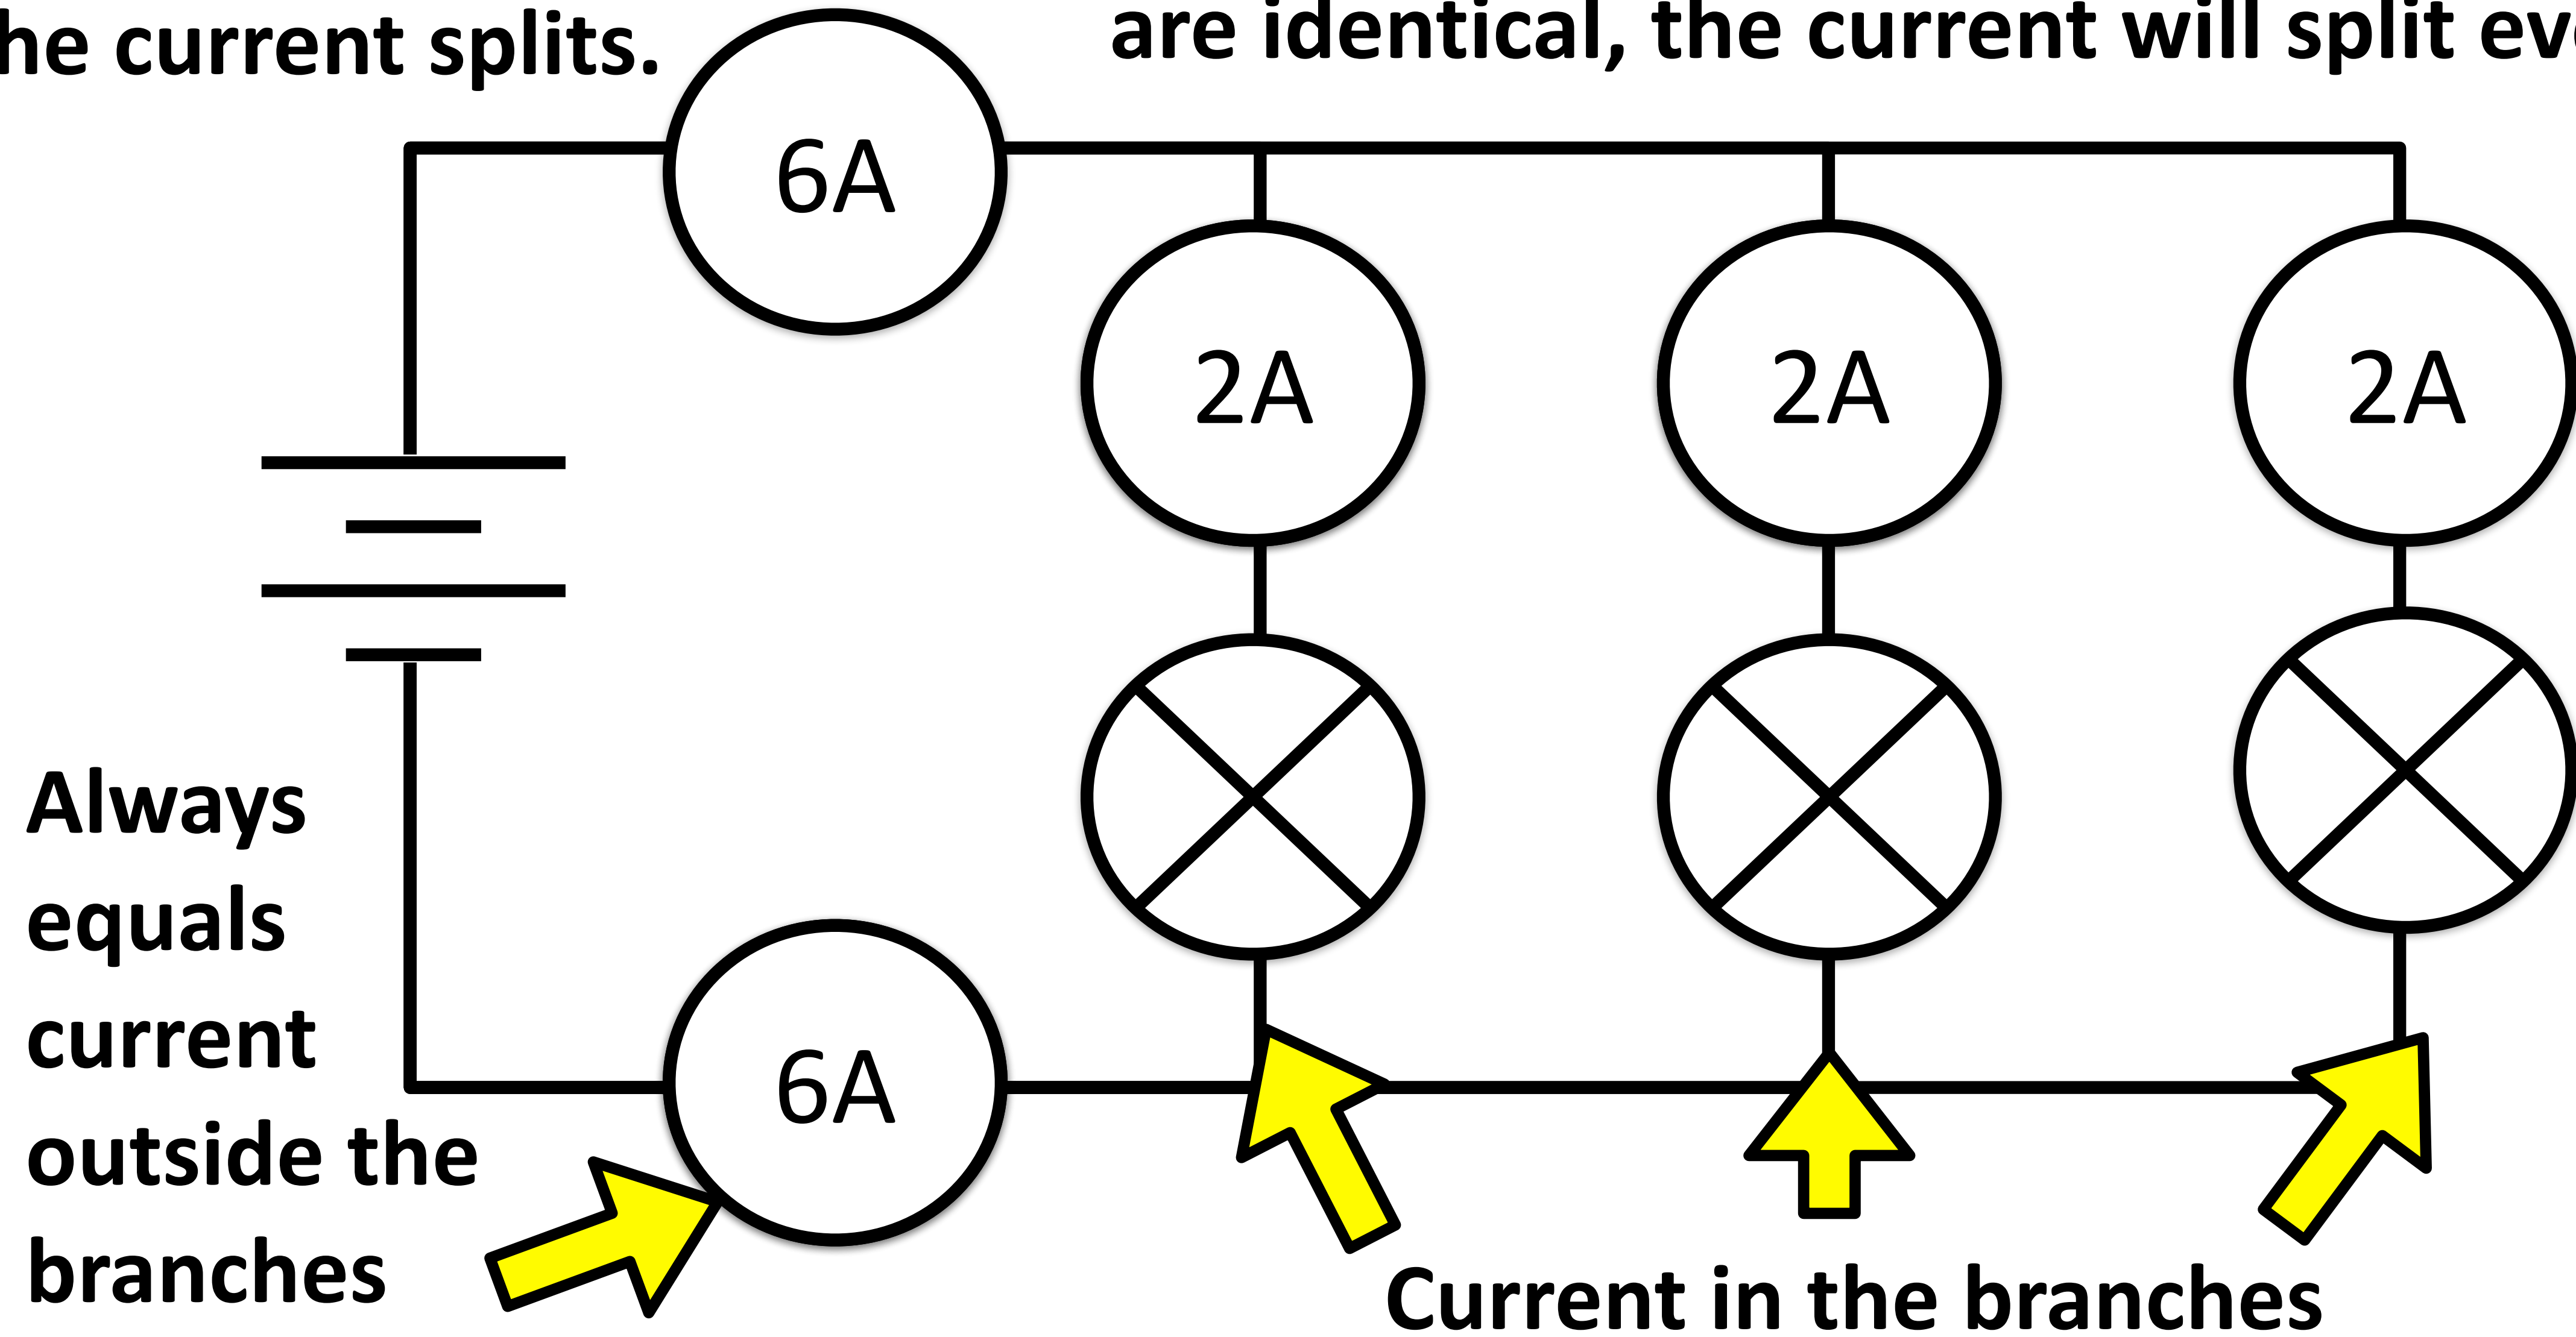 he current splits.
are identical, the current will split eve
6A
2A
2A
2A
6A
Always
equals
current
outside the
branches
Current in the branches